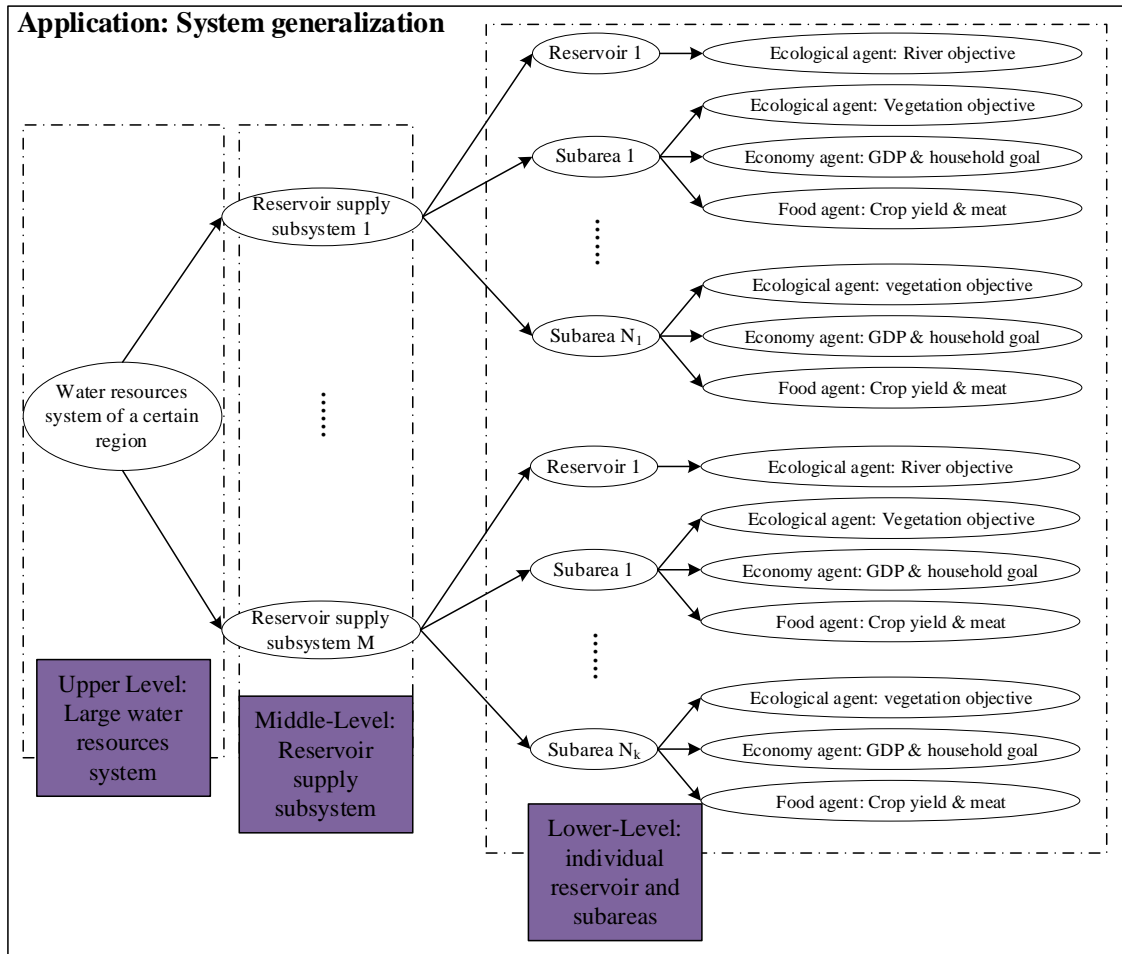 Application: System generalization
Water resources
system of a certain
region
Reservoir supply
subsystem 1
Reservoir supply
subsystem M
Reservoir 1
Ecological agent: River objective
Subarea 1
Ecological agent: Vegetation objective
Economy agent: GDP & household goal
Food agent: Crop yield & meat
Subarea N₁
Ecological agent: vegetation objective
Economy agent: GDP & household goal
Food agent: Crop yield & meat
Reservoir 1
Ecological agent: River objective
Subarea 1
Ecological agent: Vegetation objective
Economy agent: GDP & household goal
Food agent: Crop yield & meat
Subarea Nₖ
Ecological agent: vegetation objective
Economy agent: GDP & household goal
Food agent: Crop yield & meat
Upper Level:
Large water
resources
system
Middle-Level:
Reservoir
supply
subsystem
Lower-Level:
individual
reservoir and
subareas